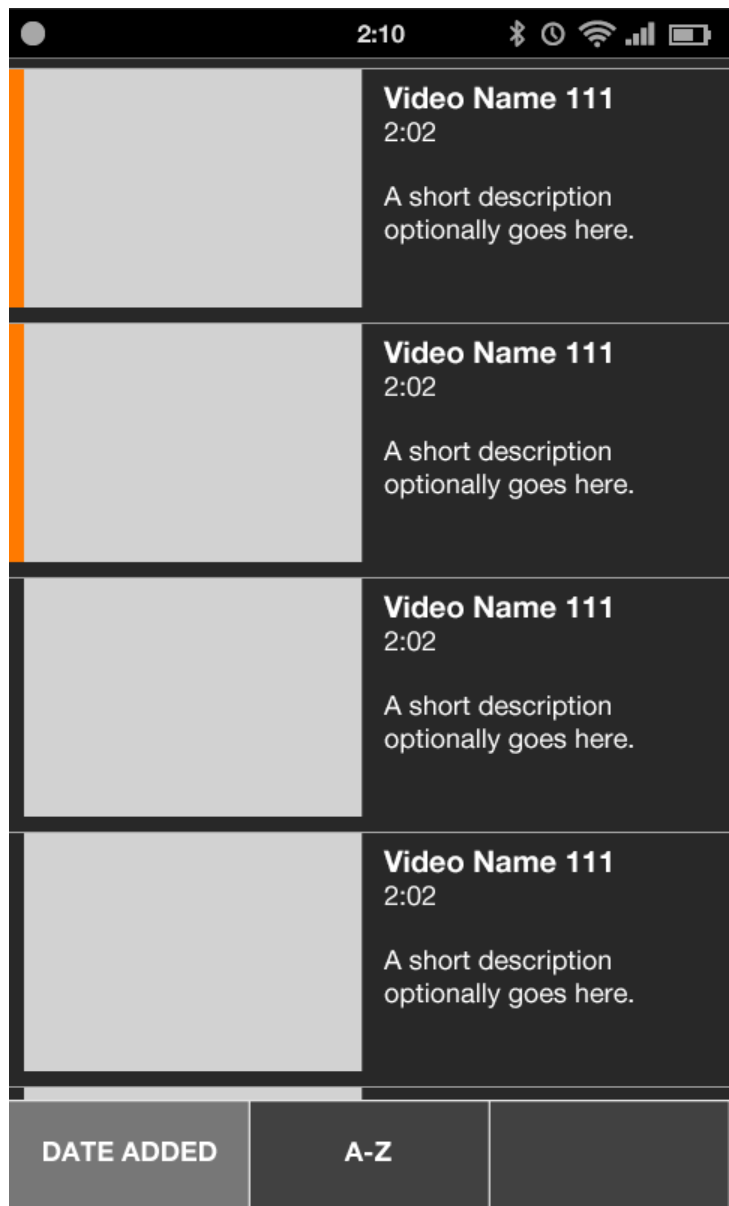 2:10
Video Name 111
2:02
A short description
optionally goes here.
Video Name 111
2:02
A short description
optionally goes here.
Video Name 111
2:02
A short description
optionally goes here.
Video Name 111
2:02
A short description
optionally goes here.
DATE ADDED
A-Z